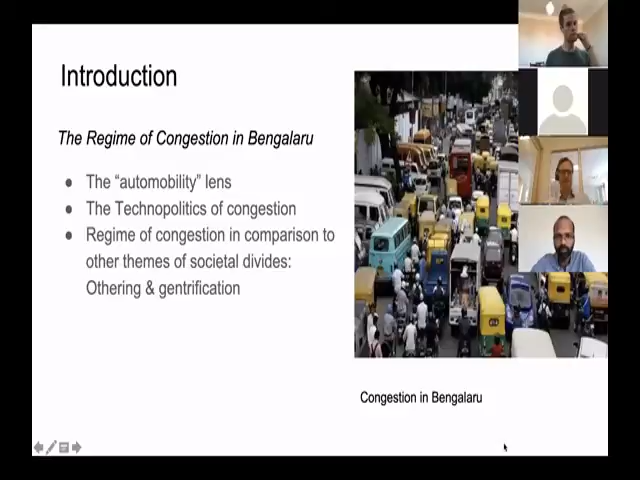 Introduction
The Regime of Congestion in Bengalaru
● The “automobility” lens
● The Technopolitics of congestion
● Regime of congestion in comparison to
other themes of societal divides:
Othering & gentrification
Congestion in Bengalaru